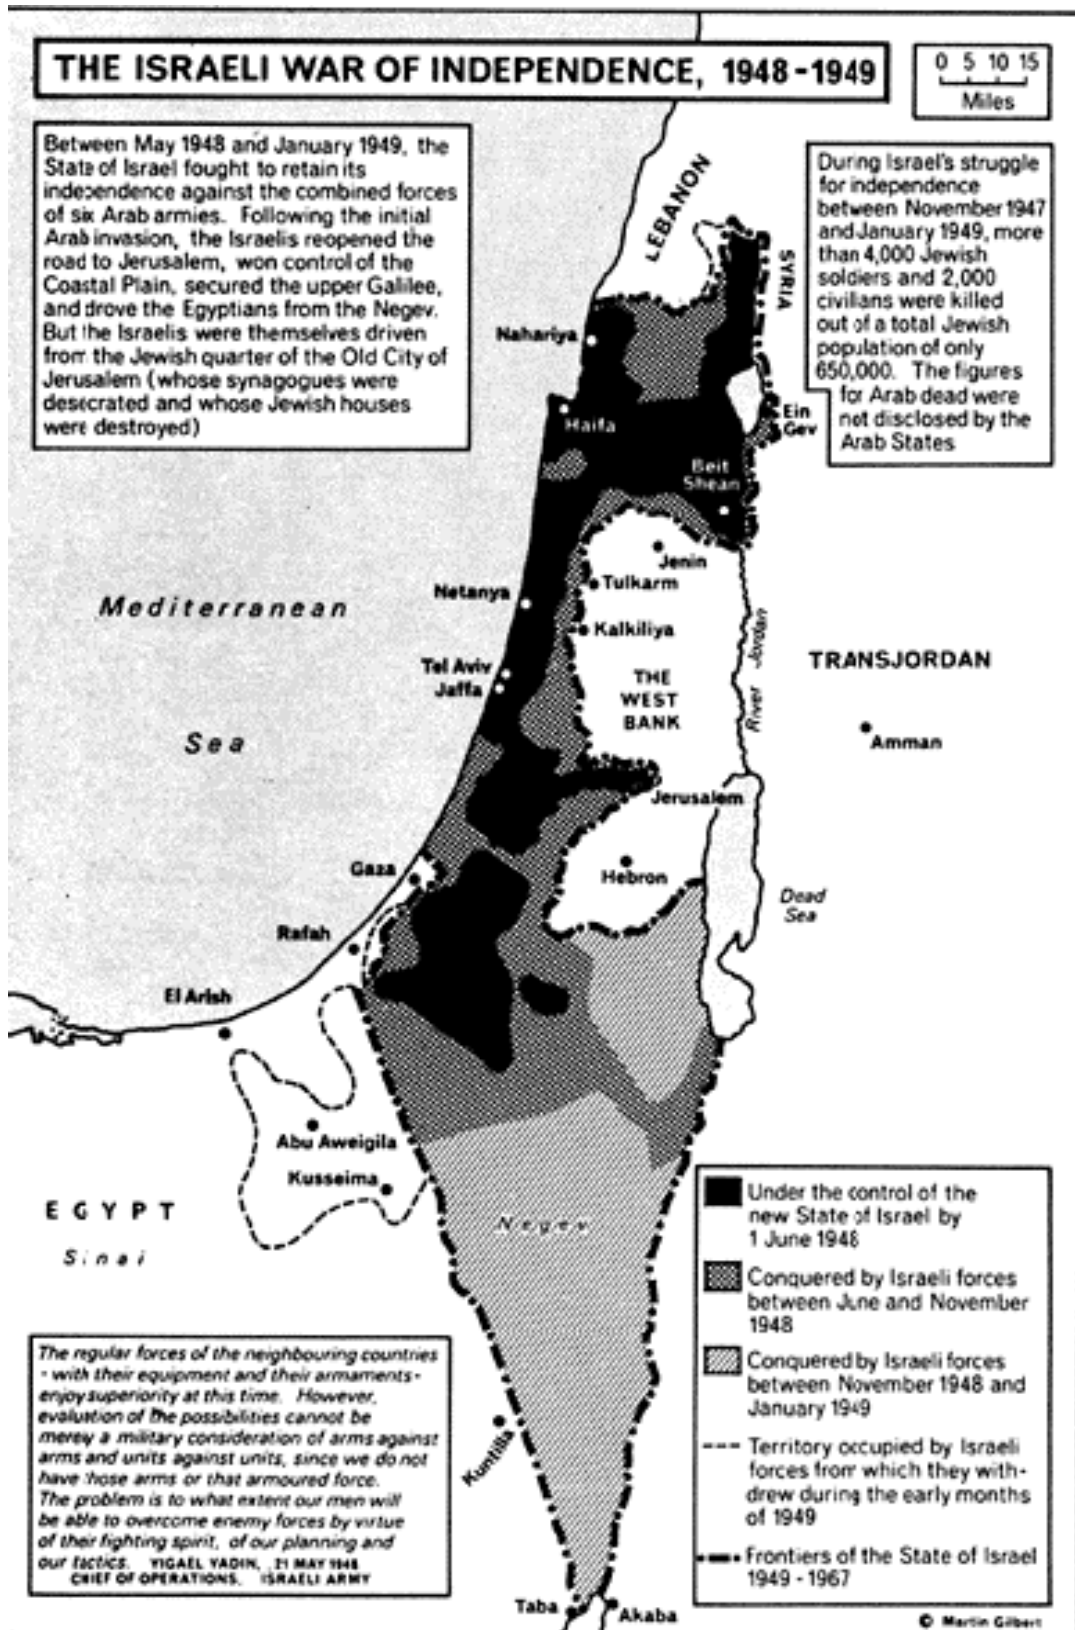 THE ISRAELI WAR OF INDEPENDENCE, 1948-1949
0 5 10 15
Miles
Between May 1948 and January 1949, the
State of Israel fought to retain its
independence against the combined forces
of six Arab armies. Following the initial
Arab invasion, the Israelis reopened the
road to Jerusalem, won control of the
Coastal Plain, secured the upper Galilee,
and drove the Egyptians from the Negev.
But the Israelis were themselves driven
from the Jewish quarter of the Old City of
Jerusalem (whose synagogues were
desecrated and whose Jewish houses
were destroyed)
During Israel's struggle
for independence
between November 1947
and January 1949, more
than 4,000 Jewish
soldiers and 2,000
civilians were killed
out of a total Jewish
population of only
650,000. The figures
for Arab dead were
not disclosed by the
Arab States
LEBANON
SYRIA
Nahariya
Haifa
Ein
Gev
Beit
Shean
Jenin
Tulkarm
Netanya
Kalkiliya
Mediterranean
Sea
Tel Aviv
Jaffa
THE
WEST
BANK
River Jordan
TRANSJORDAN
Amman
Jerusalem
Gaza
Hebron
Dead
Sea
Rafah
El Arish
Abu Aweigila
Kusseima
EGYPT
Sinai
Negev
Kuntilla
Taba
Akaba
Under the control of the
new State of Israel by
1 June 1948
Conquered by Israeli forces
between June and November
1948
Conquered by Israeli forces
between November 1948 and
January 1949
Territory occupied by Israeli
forces from which they with-
drew during the early months
of 1949
Frontiers of the State of Israel
1949 - 1967
The regular forces of the neighbouring countries
- with their equipment and their armaments -
enjoy superiority at this time. However,
evaluation of the possibilities cannot be
merely a military consideration of arms against
arms and units against units, since we do not
have those arms or that armoured force.
The problem is to what extent our men will
be able to overcome enemy forces by virtue
of their fighting spirit, of our planning and
our tactics. YIGAEL YADIN, 21 MAY 1948
CHIEF OF OPERATIONS, ISRAELI ARMY
© Martin Gilbert